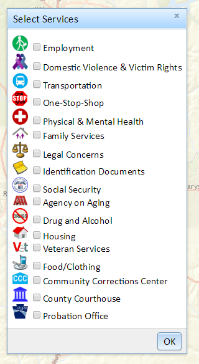 Select Services
×
Employment
Domestic Violence & Victim Rights
Transportation
STOP One-Stop-Shop
Physical & Mental Health
Family Services
Legal Concerns
Identification Documents
Social Security
Agency on Aging
Drug and Alcohol
Housing
Veteran Services
Food/Clothing
CCC Community Corrections Center
County Courthouse
Probation Office
OK